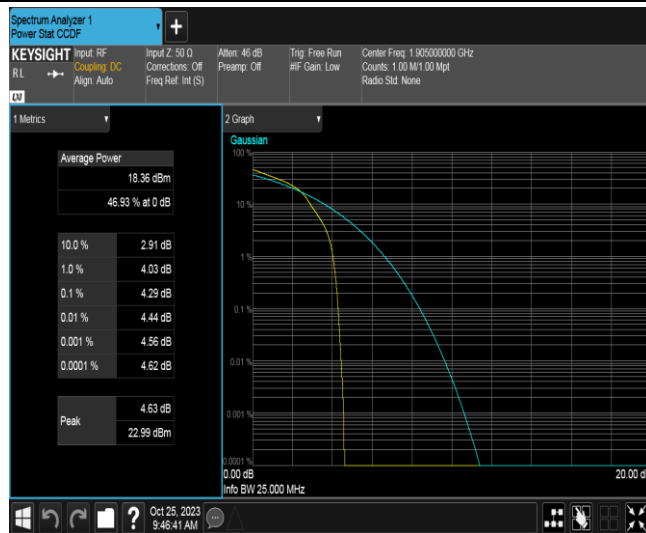 Spectrum Analyzer 1
Power Stat CCDF
KEYSIGHT
RL
Input: RF
Coupling: DC
Align: Auto
Input Z: 50 Ω
Corrections: Off
Freq Ref: Int (S)
Atten: 46 dB
Preamp: Off
Trig: Free Run
#IF Gain: Low
Center Freq: 1.905000000 GHz
Counts: 1.00 M/1.00 Mpt
Radio Std: None
1 Metrics
Average Power
18.36 dBm
46.93 % at 0 dB
10.0 % 2.91 dB
1.0 % 4.03 dB
0.1 % 4.29 dB
0.01 % 4.44 dB
0.001 % 4.56 dB
0.0001 % 4.62 dB
Peak
4.63 dB
22.99 dBm
2 Graph
Gaussian
100 %
10 %
1 %
0.1 %
0.01 %
0.001 %
0.0001 %
0.00 dB
20.00 d
Info BW 25.000 MHz
Oct 25, 2023
9:46:41 AM